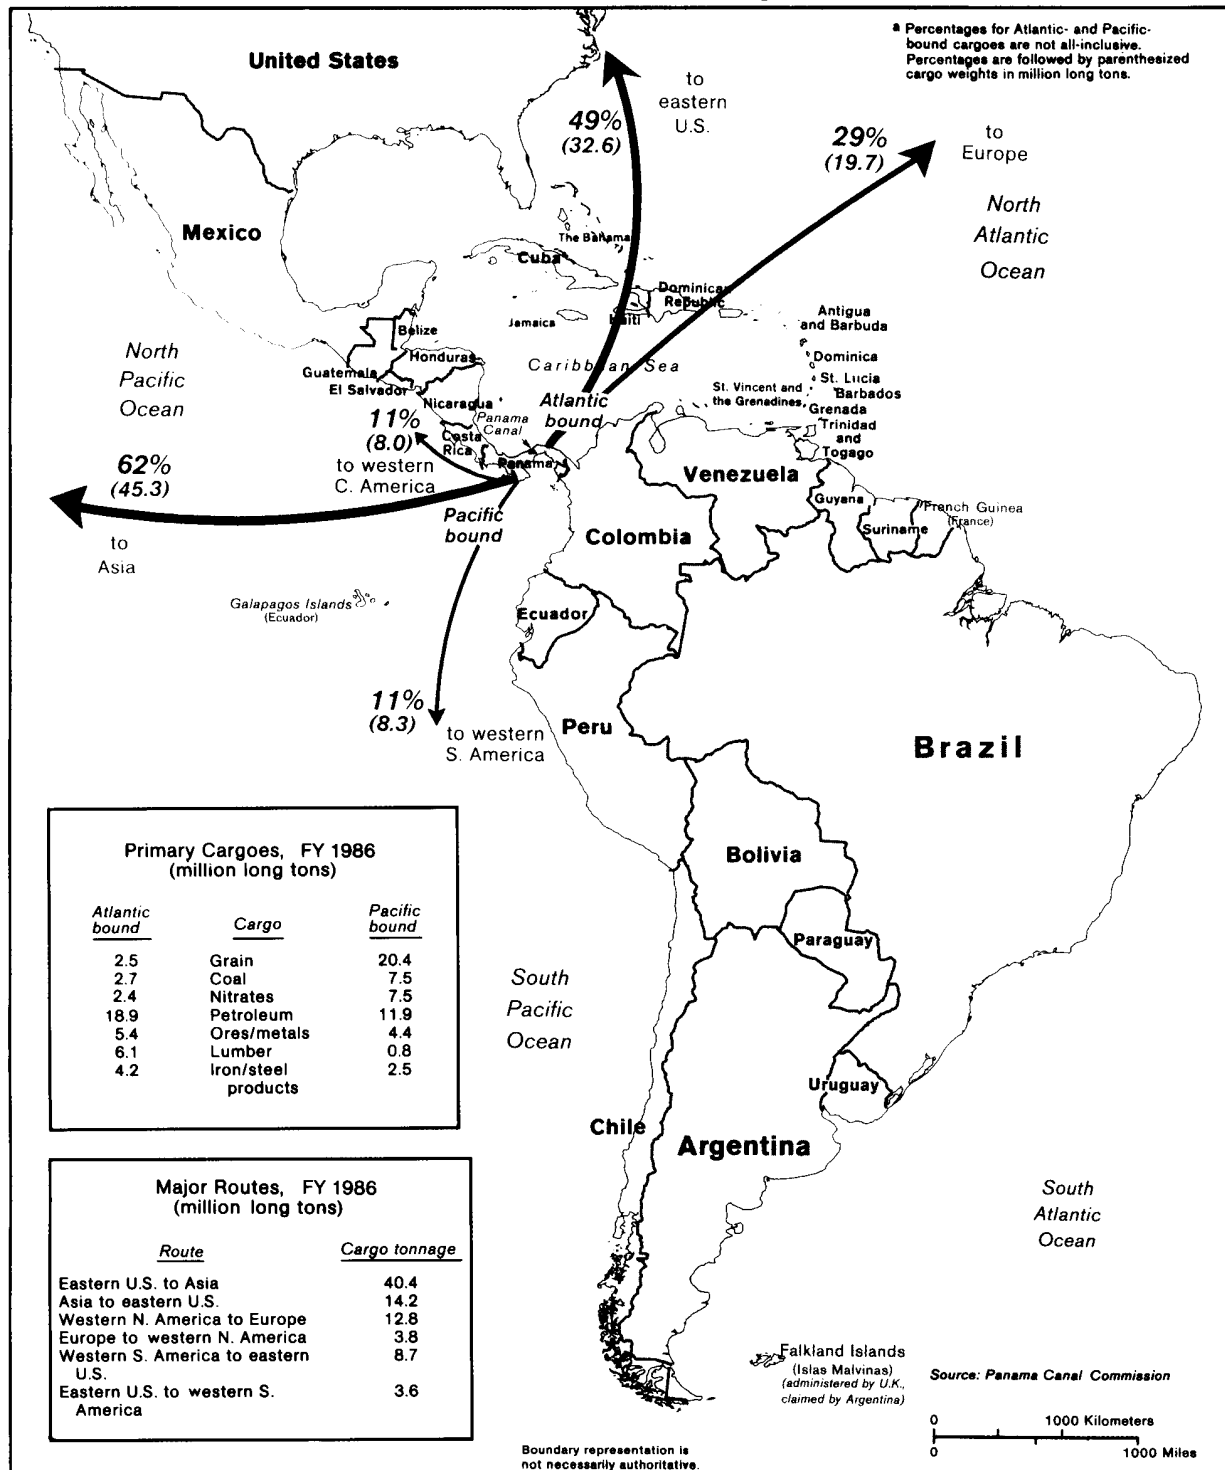 a Percentages for Atlantic- and Pacific-
bound cargoes are not all-inclusive.
Percentages are followed by parenthesized
cargo weights in million long tons.
United States
to
eastern
U.S.
49%
(32.6)
29%
(19.7)
to
Europe
North
Atlantic
Ocean
Mexico
The Bahama
Cuba
Dominican
Republic
Haiti
Jamaica
Antigua
and Barbuda
Belize
Honduras
Guatemala
El Salvador
Nicaragua
Caribbean Sea
Dominica
St. Lucia
Barbados
St. Vincent and
the Grenadines
Grenada
Trinidad
and
Togago
North
Pacific
Ocean
Atlantic
bound
Panama
Canal
Costa
Rica
Panama
11%
(8.0)
to western
C. America
62%
(45.3)
to
Asia
Pacific
bound
Venezuela
Guyana
Suriname
French Guinea
(France)
Colombia
Galapagos Islands
(Ecuador)
Ecuador
11%
(8.3)
to western
S. America
Peru
Brazil
Bolivia
Paraguay
South
Pacific
Ocean
Uruguay
Chile
Argentina
South
Atlantic
Ocean
Primary Cargoes, FY 1986
(million long tons)
Atlantic bound Cargo Pacific bound
2.5 Grain 20.4
2.7 Coal 7.5
2.4 Nitrates 7.5
18.9 Petroleum 11.9
5.4 Ores/metals 4.4
6.1 Lumber 0.8
4.2 Iron/steel 2.5
products
Major Routes, FY 1986
(million long tons)
Route Cargo tonnage
Eastern U.S. to Asia 40.4
Asia to eastern U.S. 14.2
Western N. America to Europe 12.8
Europe to western N. America 3.8
Western S. America to eastern 8.7
U.S.
Eastern U.S. to western S. 3.6
America
Falkland Islands
(Islas Malvinas)
(administered by U.K.,
claimed by Argentina)
Source: Panama Canal Commission
0 1000 Kilometers
0 1000 Miles
Boundary representation is
not necessarily authoritative.